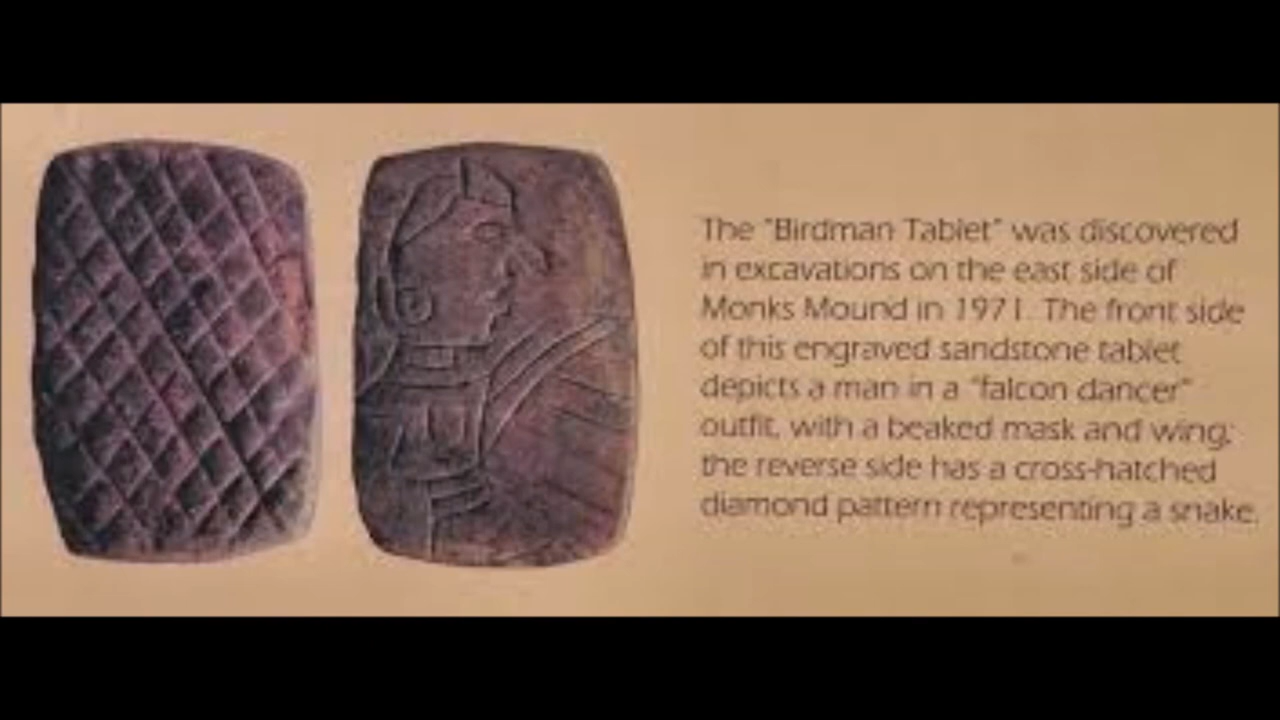 The "Birdman Tablet" was discovered
in excavations on the east side of
Monks Mound in 1971. The front side
of this engraved sandstone tablet
depicts a man in a "falcon dancer"
outfit, with a beaked mask and wing;
the reverse side has a cross-hatched
diamond pattern representing a snake.